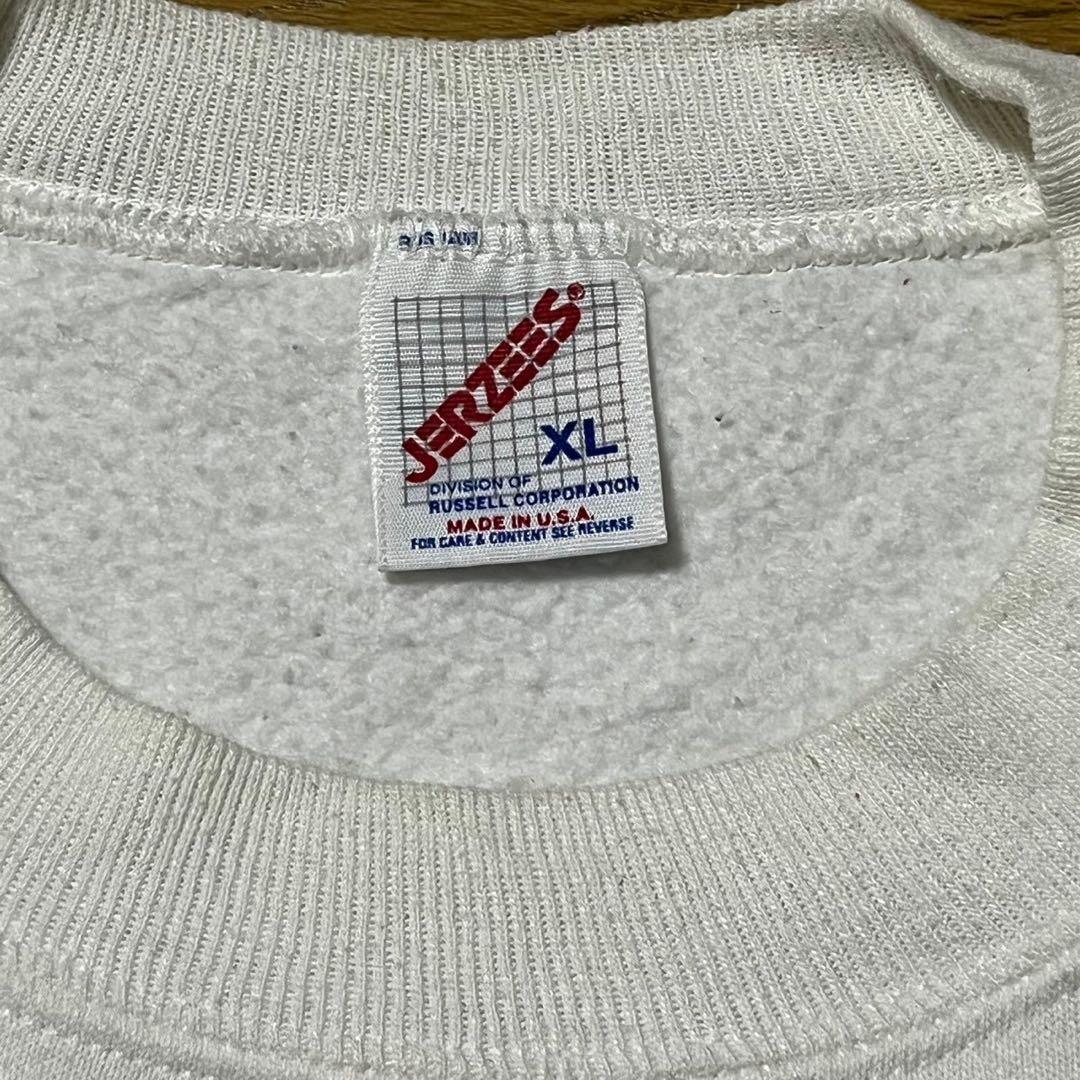 JERZEES®
XL
DIVISION OF
RUSSELL CORPORATION
MADE IN U.S.A.
FOR CARE & CONTENT SEE REVERSE